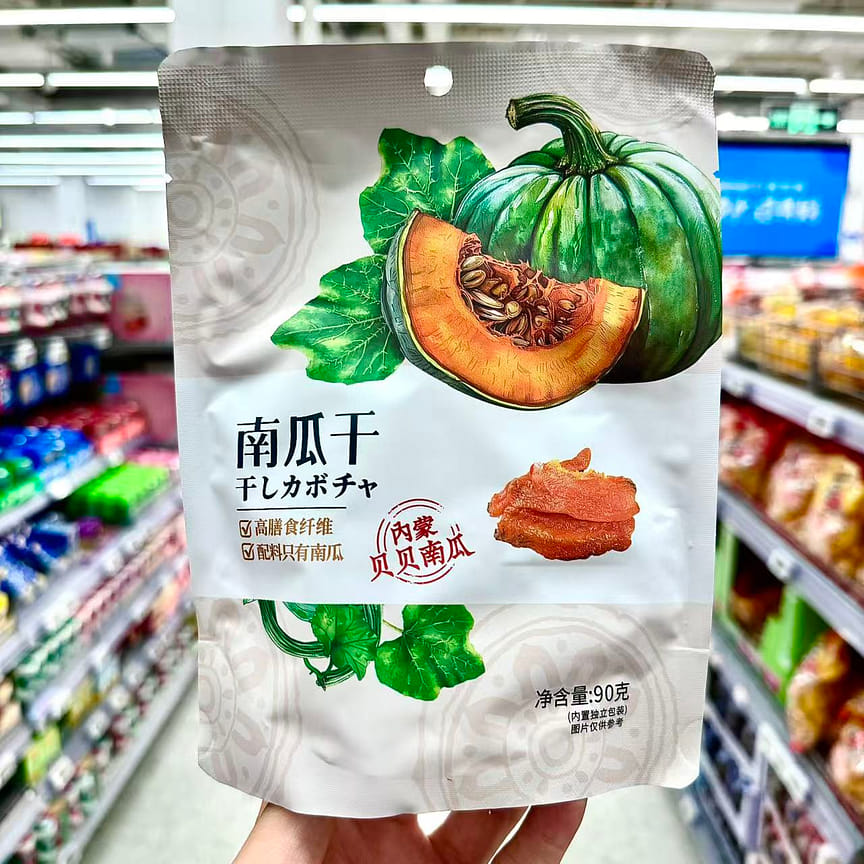 南瓜干
干しカボチャ
高膳食纤维
配料只有南瓜
内蒙
贝贝南瓜
净含量:90克
(内置独立包装)
图片仅供参考